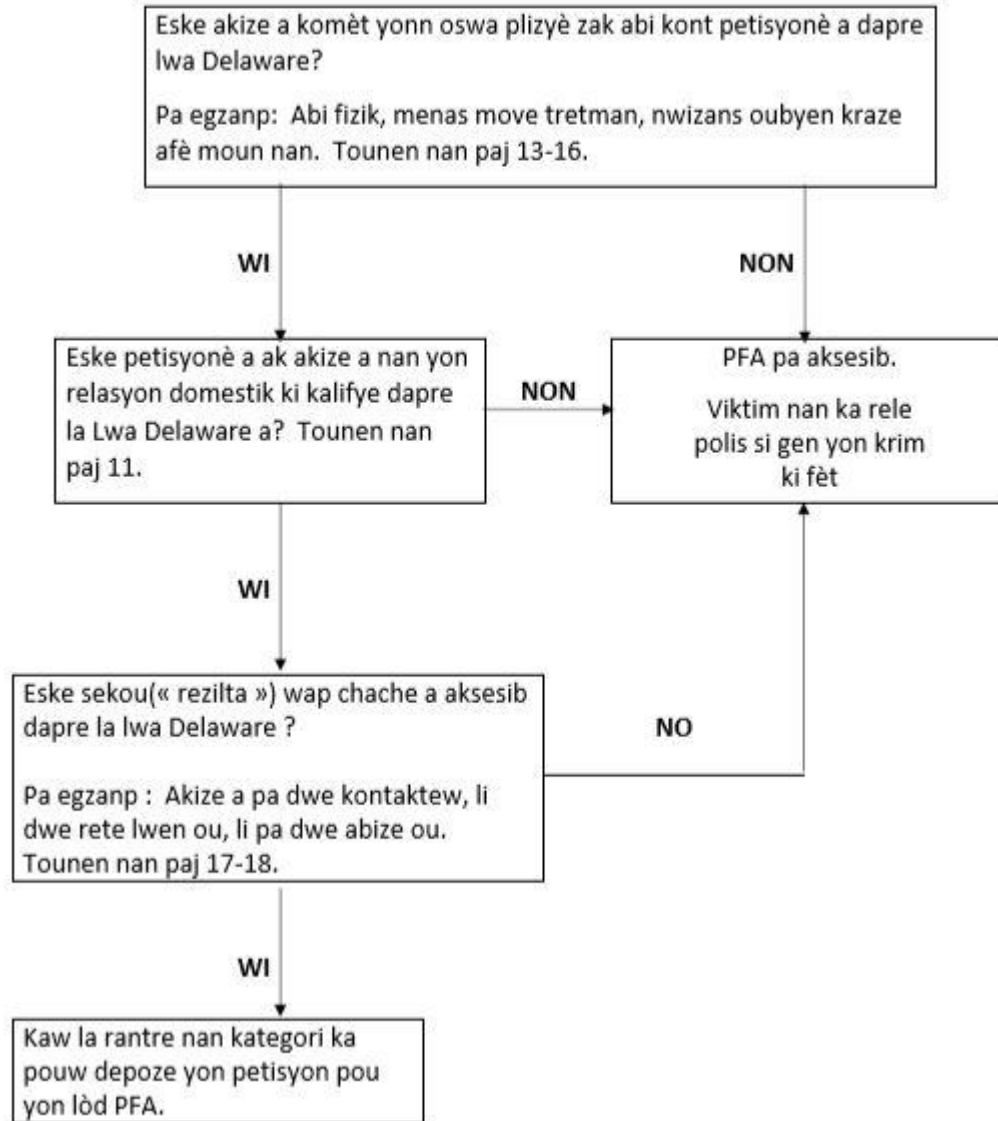 Eske akize a komèt yonn oswa plizyè zak abi kont petisyonè a dapre
lwa Delaware?
Pa egzanp: Abi fizik, menas move tretman, nwizans oubyen kraze
afè moun nan. Tounen nan paj 13-16.
WI
NON
Eske petisyonè a ak akize a nan yon
relasyon domestik ki kalifye dapre
la Lwa Delaware a? Tounen nan
paj 11.
NON
PFA pa aksesib.
Viktim nan ka rele
polis si gen yon krim
ki fèt
WI
Eske sekou(« rezilta ») wap chache a aksesib
dapre la lwa Delaware ?
Pa egzanp : Akize a pa dwe kontaktew, li
dwe rete lwen ou, li pa dwe abize ou.
Tounen nan paj 17-18.
NO
WI
Kaw la rantre nan kategori ka
pouw depoze yon petisyon pou
yon lòd PFA.